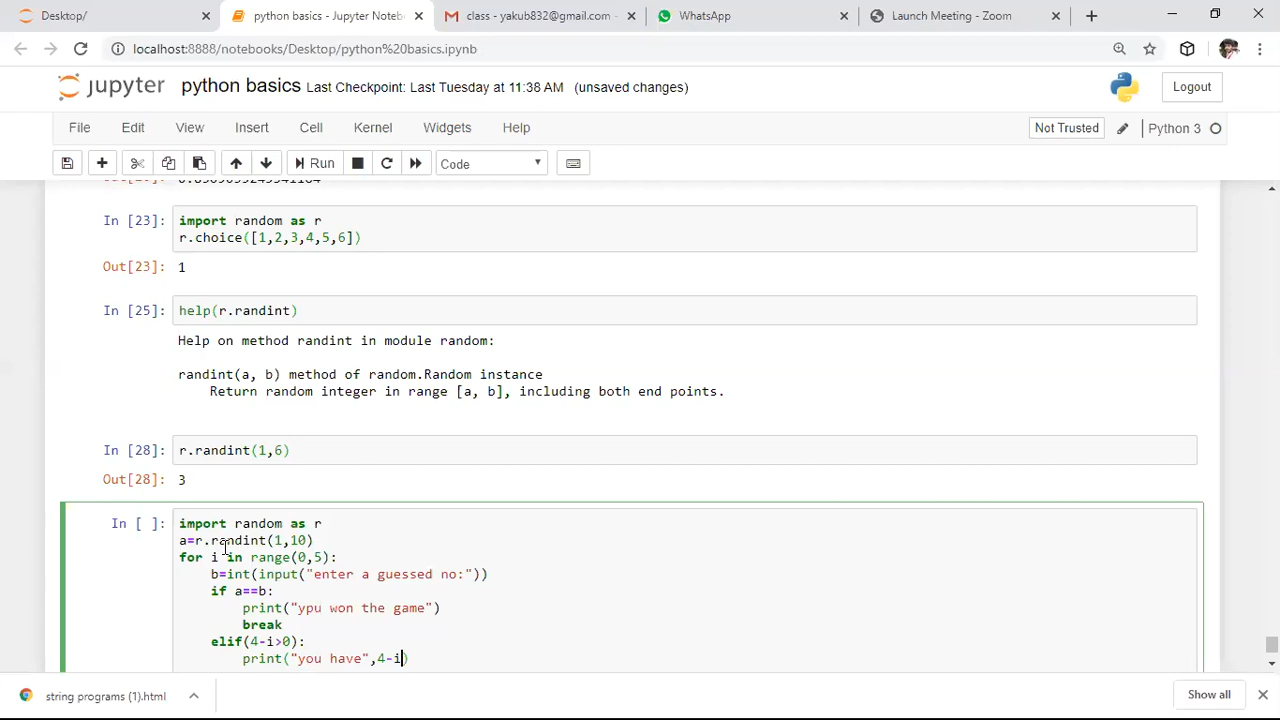 Desktop/
python basics - Jupyter Noteb
class - yakub832@gmail.com -
WhatsApp
Launch Meeting - Zoom
localhost:8888/notebooks/Desktop/python%20basics.ipynb
jupyter python basics Last Checkpoint: Last Tuesday at 11:38 AM (unsaved changes)
Logout
File Edit View Insert Cell Kernel Widgets Help
Not Trusted
Python 3
Run
Code
In [23]: import random as r
r.choice([1,2,3,4,5,6])
Out[23]: 1
In [25]: help(r.randint)
Help on method randint in module random:
randint(a, b) method of random.Random instance
Return random integer in range [a, b], including both end points.
In [28]: r.randint(1,6)
Out[28]: 3
In [ ]: import random as r
a=r.randint(1,10)
for i in range(0,5):
b=int(input("enter a guessed no:"))
if a==b:
print("ypu won the game")
break
elif(4-i>0):
print("you have",4-i)
string programs (1).html
Show all